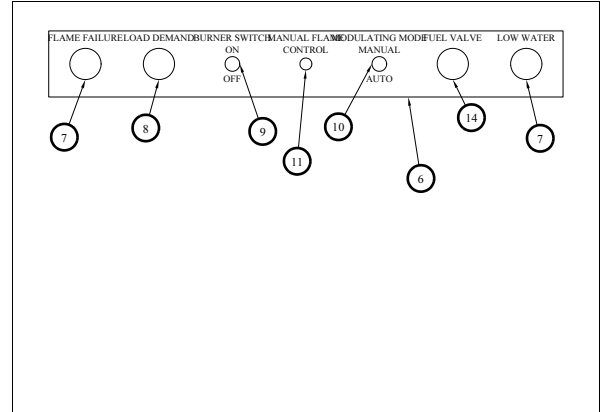 FLAME FAILURE LOAD DEMAND BURNER SWITCH MANUAL FLAME MODULATING MODE FUEL VALVE LOW WATER
ON CONTROL MANUAL
OFF AUTO
7 8 9 11 10 14 7
6